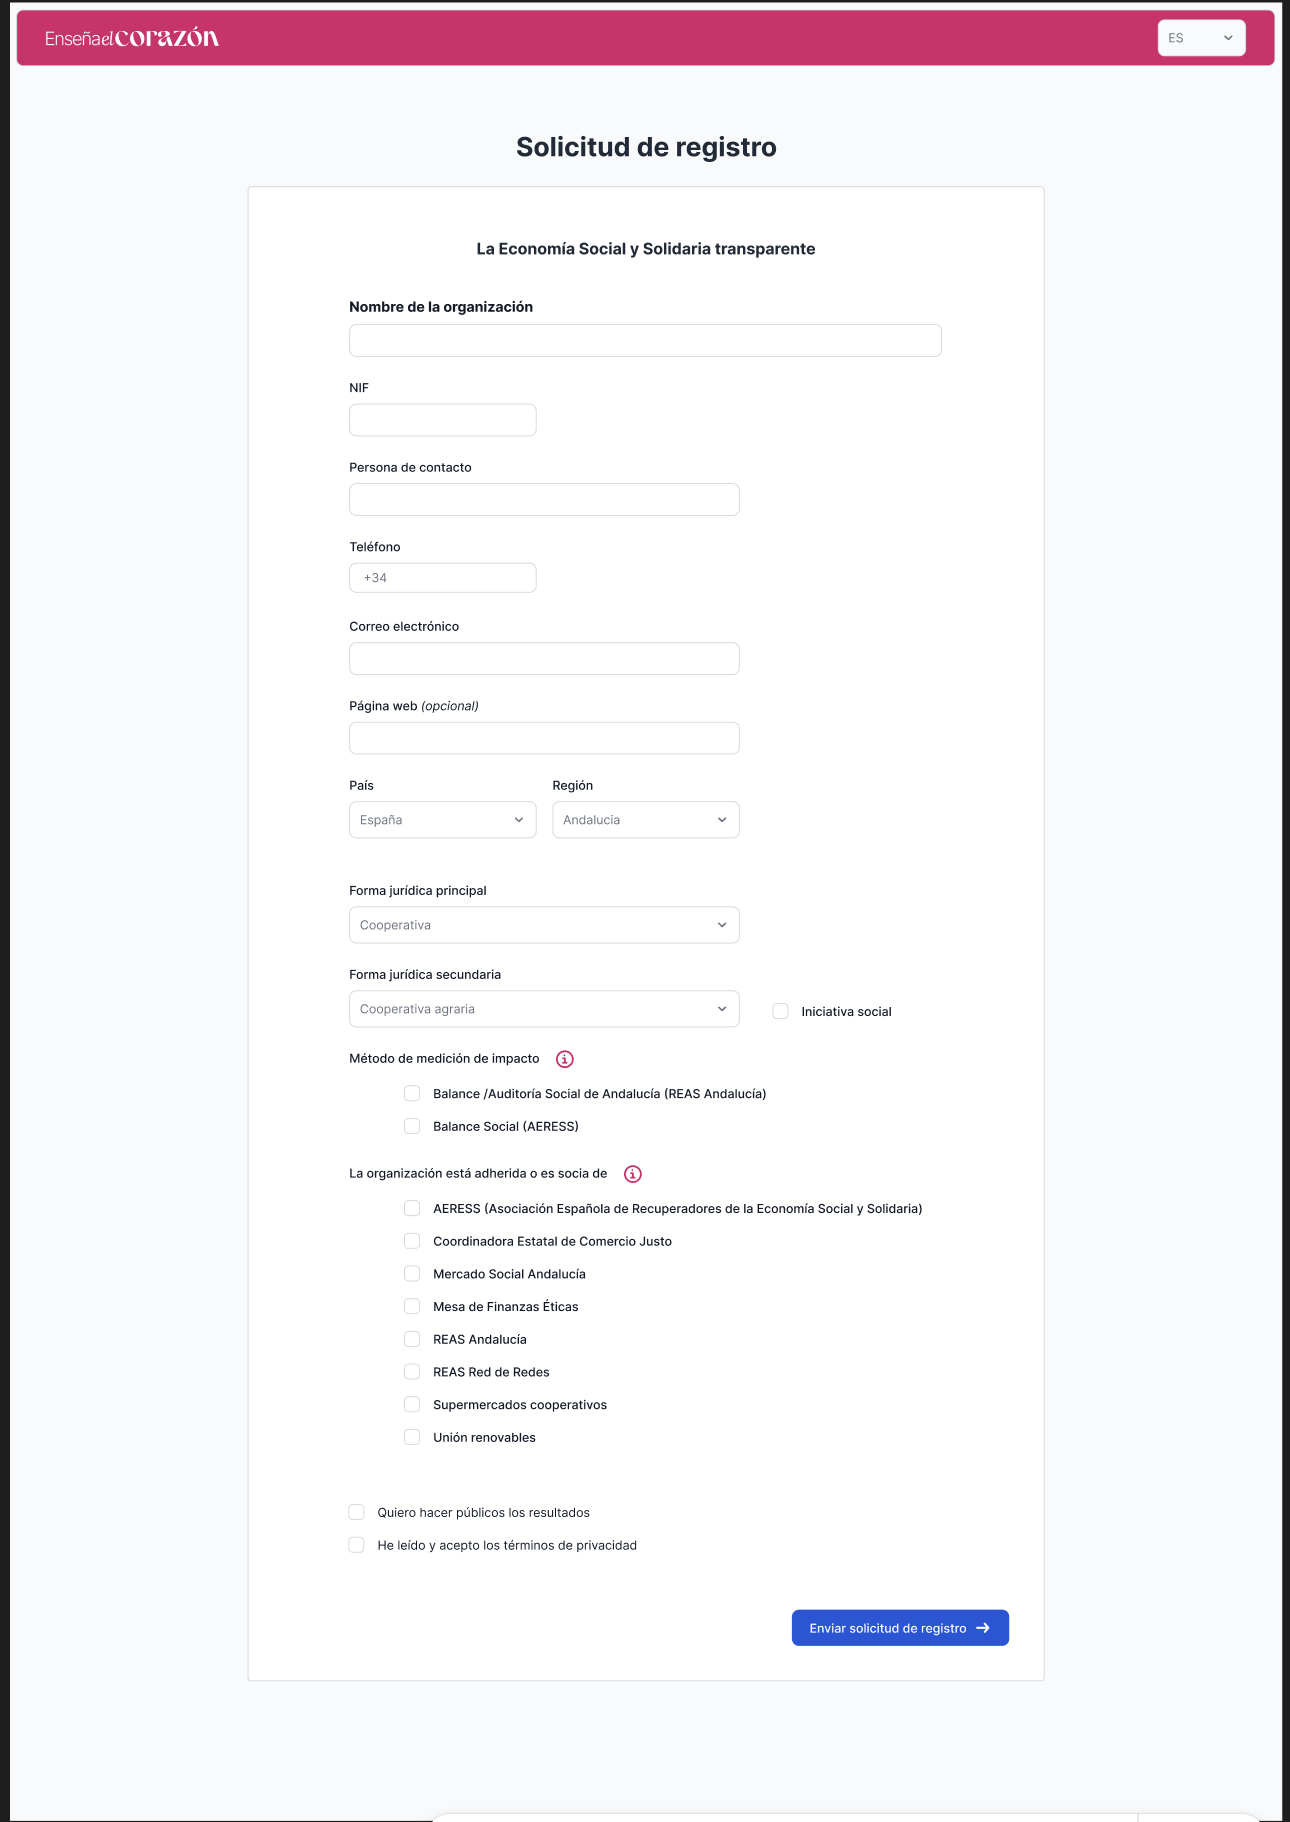 Enseña el corazón
ES
Solicitud de registro
La Economía Social y Solidaria transparente
Nombre de la organización
NIF
Persona de contacto
Teléfono
+34
Correo electrónico
Página web (opcional)
País Región
España Andalucia
Forma jurídica principal
Cooperativa
Forma jurídica secundaria
Cooperativa agraria Iniciativa social
Método de medición de impacto
Balance /Auditoría Social de Andalucía (REAS Andalucía)
Balance Social (AERESS)
La organización está adherida o es socia de
AERESS (Asociación Española de Recuperadores de la Economía Social y Solidaria)
Coordinadora Estatal de Comercio Justo
Mercado Social Andalucía
Mesa de Finanzas Éticas
REAS Andalucía
REAS Red de Redes
Supermercados cooperativos
Unión renovables
Quiero hacer públicos los resultados
He leído y acepto los términos de privacidad
Enviar solicitud de registro